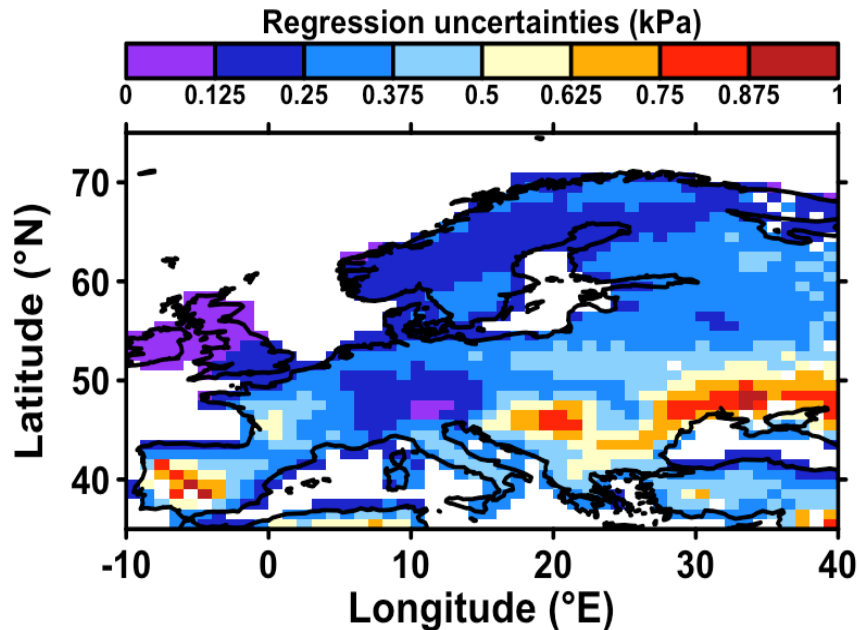 Regression uncertainties (kPa)
0 0.125 0.25 0.375 0.5 0.625 0.75 0.875 1
70
60
50
40
Latitude (°N)
-10 0 10 20 30 40
Longitude (°E)